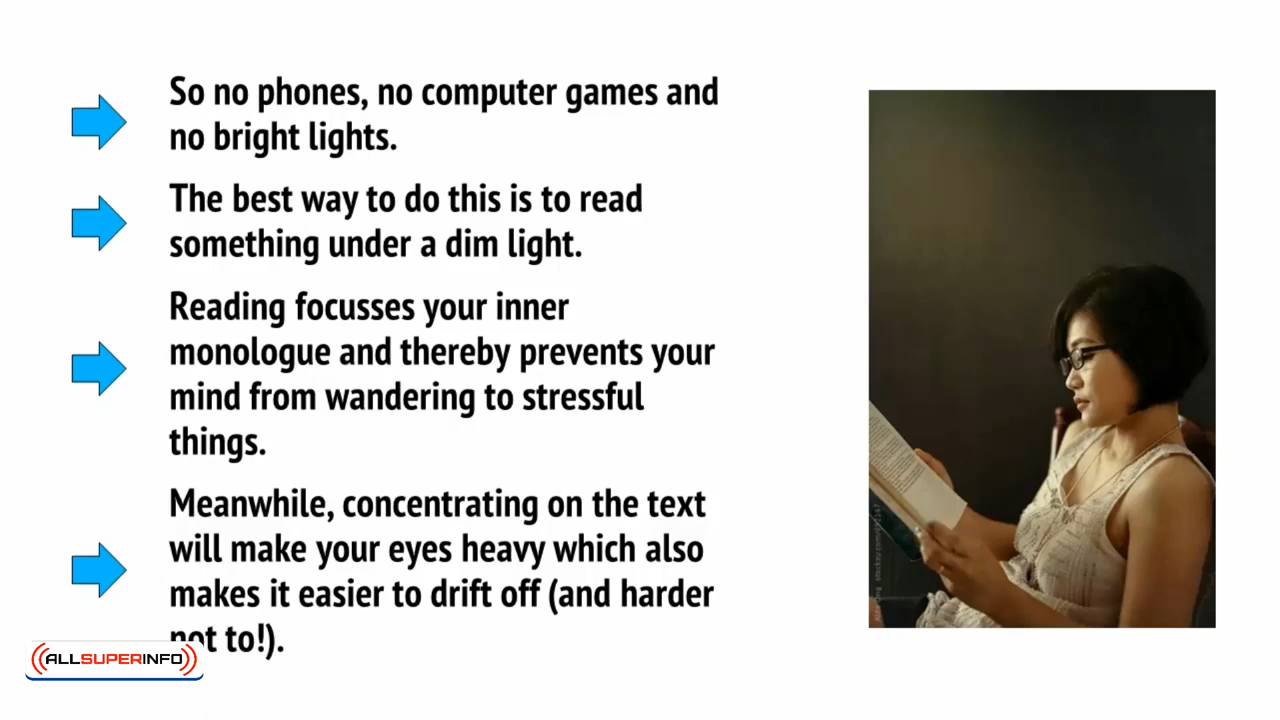 So no phones, no computer games and
no bright lights.
The best way to do this is to read
something under a dim light.
Reading focusses your inner
monologue and thereby prevents your
mind from wandering to stressful
things.
Meanwhile, concentrating on the text
will make your eyes heavy which also
makes it easier to drift off (and harder
not to!).
ALLSUPERINFO